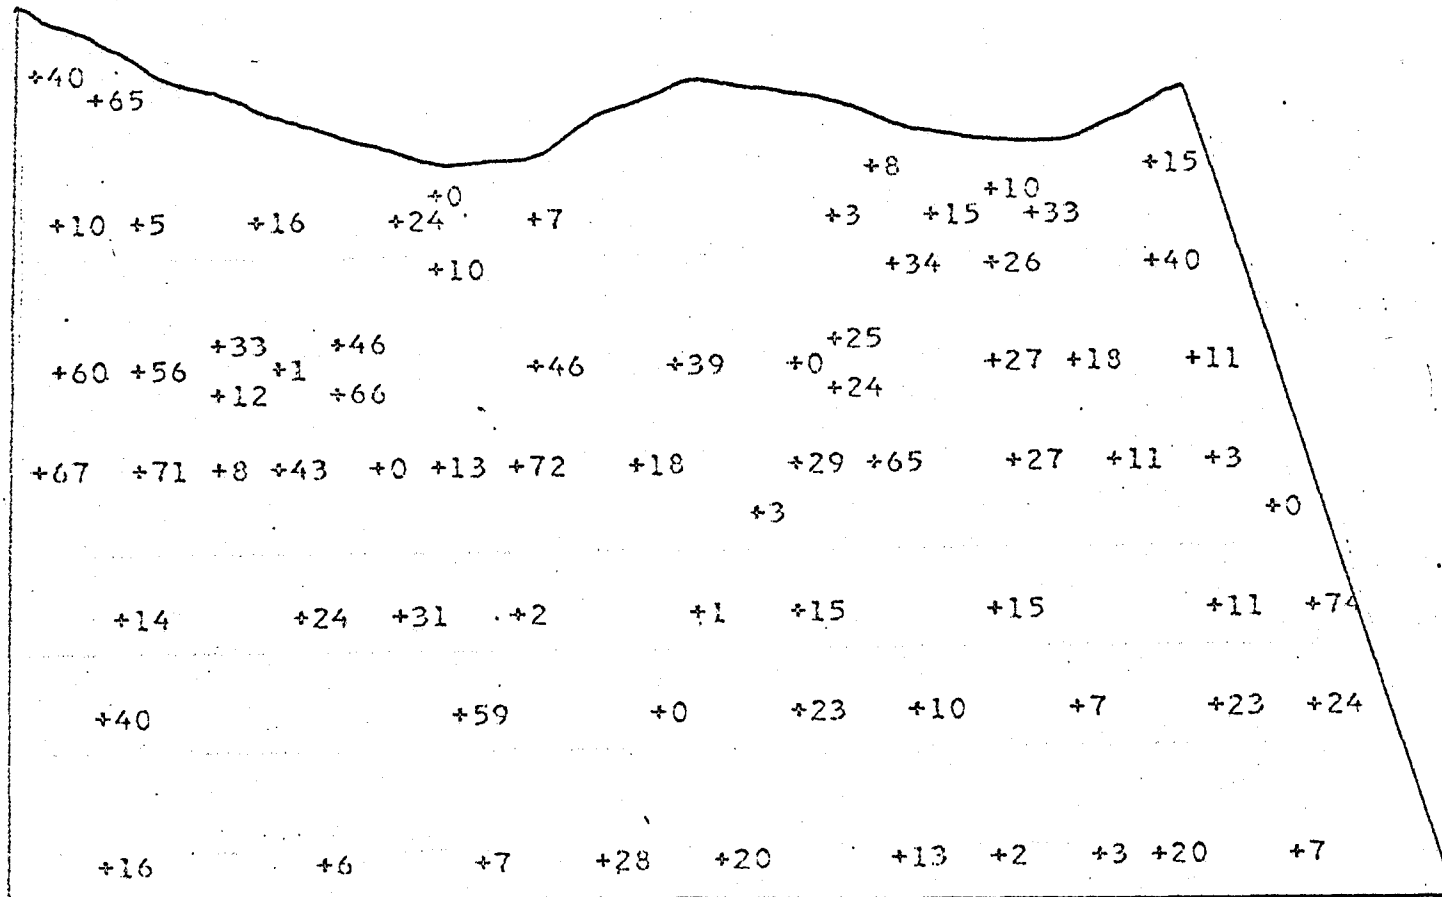 +40
+65
+8 +15
+0 +10
+10 +5 +16 +24 +7 +3 +15 +33
+10 +34 +26 +40
+33 +46 +25
+60 +56 +1 +46 +39 +0 +27 +18 +11
+12 +66 +24
+67 +71 +8 +43 +0 +13 +72 +18 +29 +65 +27 +11 +3
+3 +0
+14 +24 +31 +2 +1 +15 +15 +11 +74
+40 +59 +0 +23 +10 +7 +23 +24
+16 +6 +7 +28 +20 +13 +2 +3 +20 +7